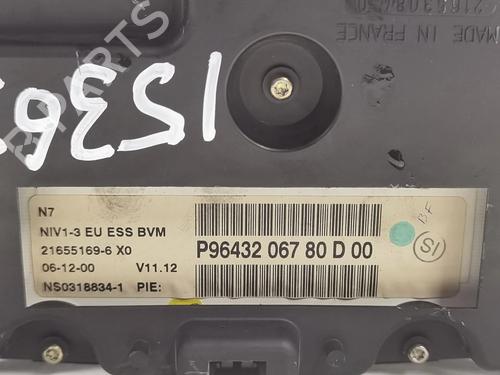 MADE IN FRANCE
N7
NIV1-3 EU ESS BVM
21655169-6 X0
06-12-00 V11.12
NS0318834-1 PIE:
P96432 067 80 D 00
BF
SI